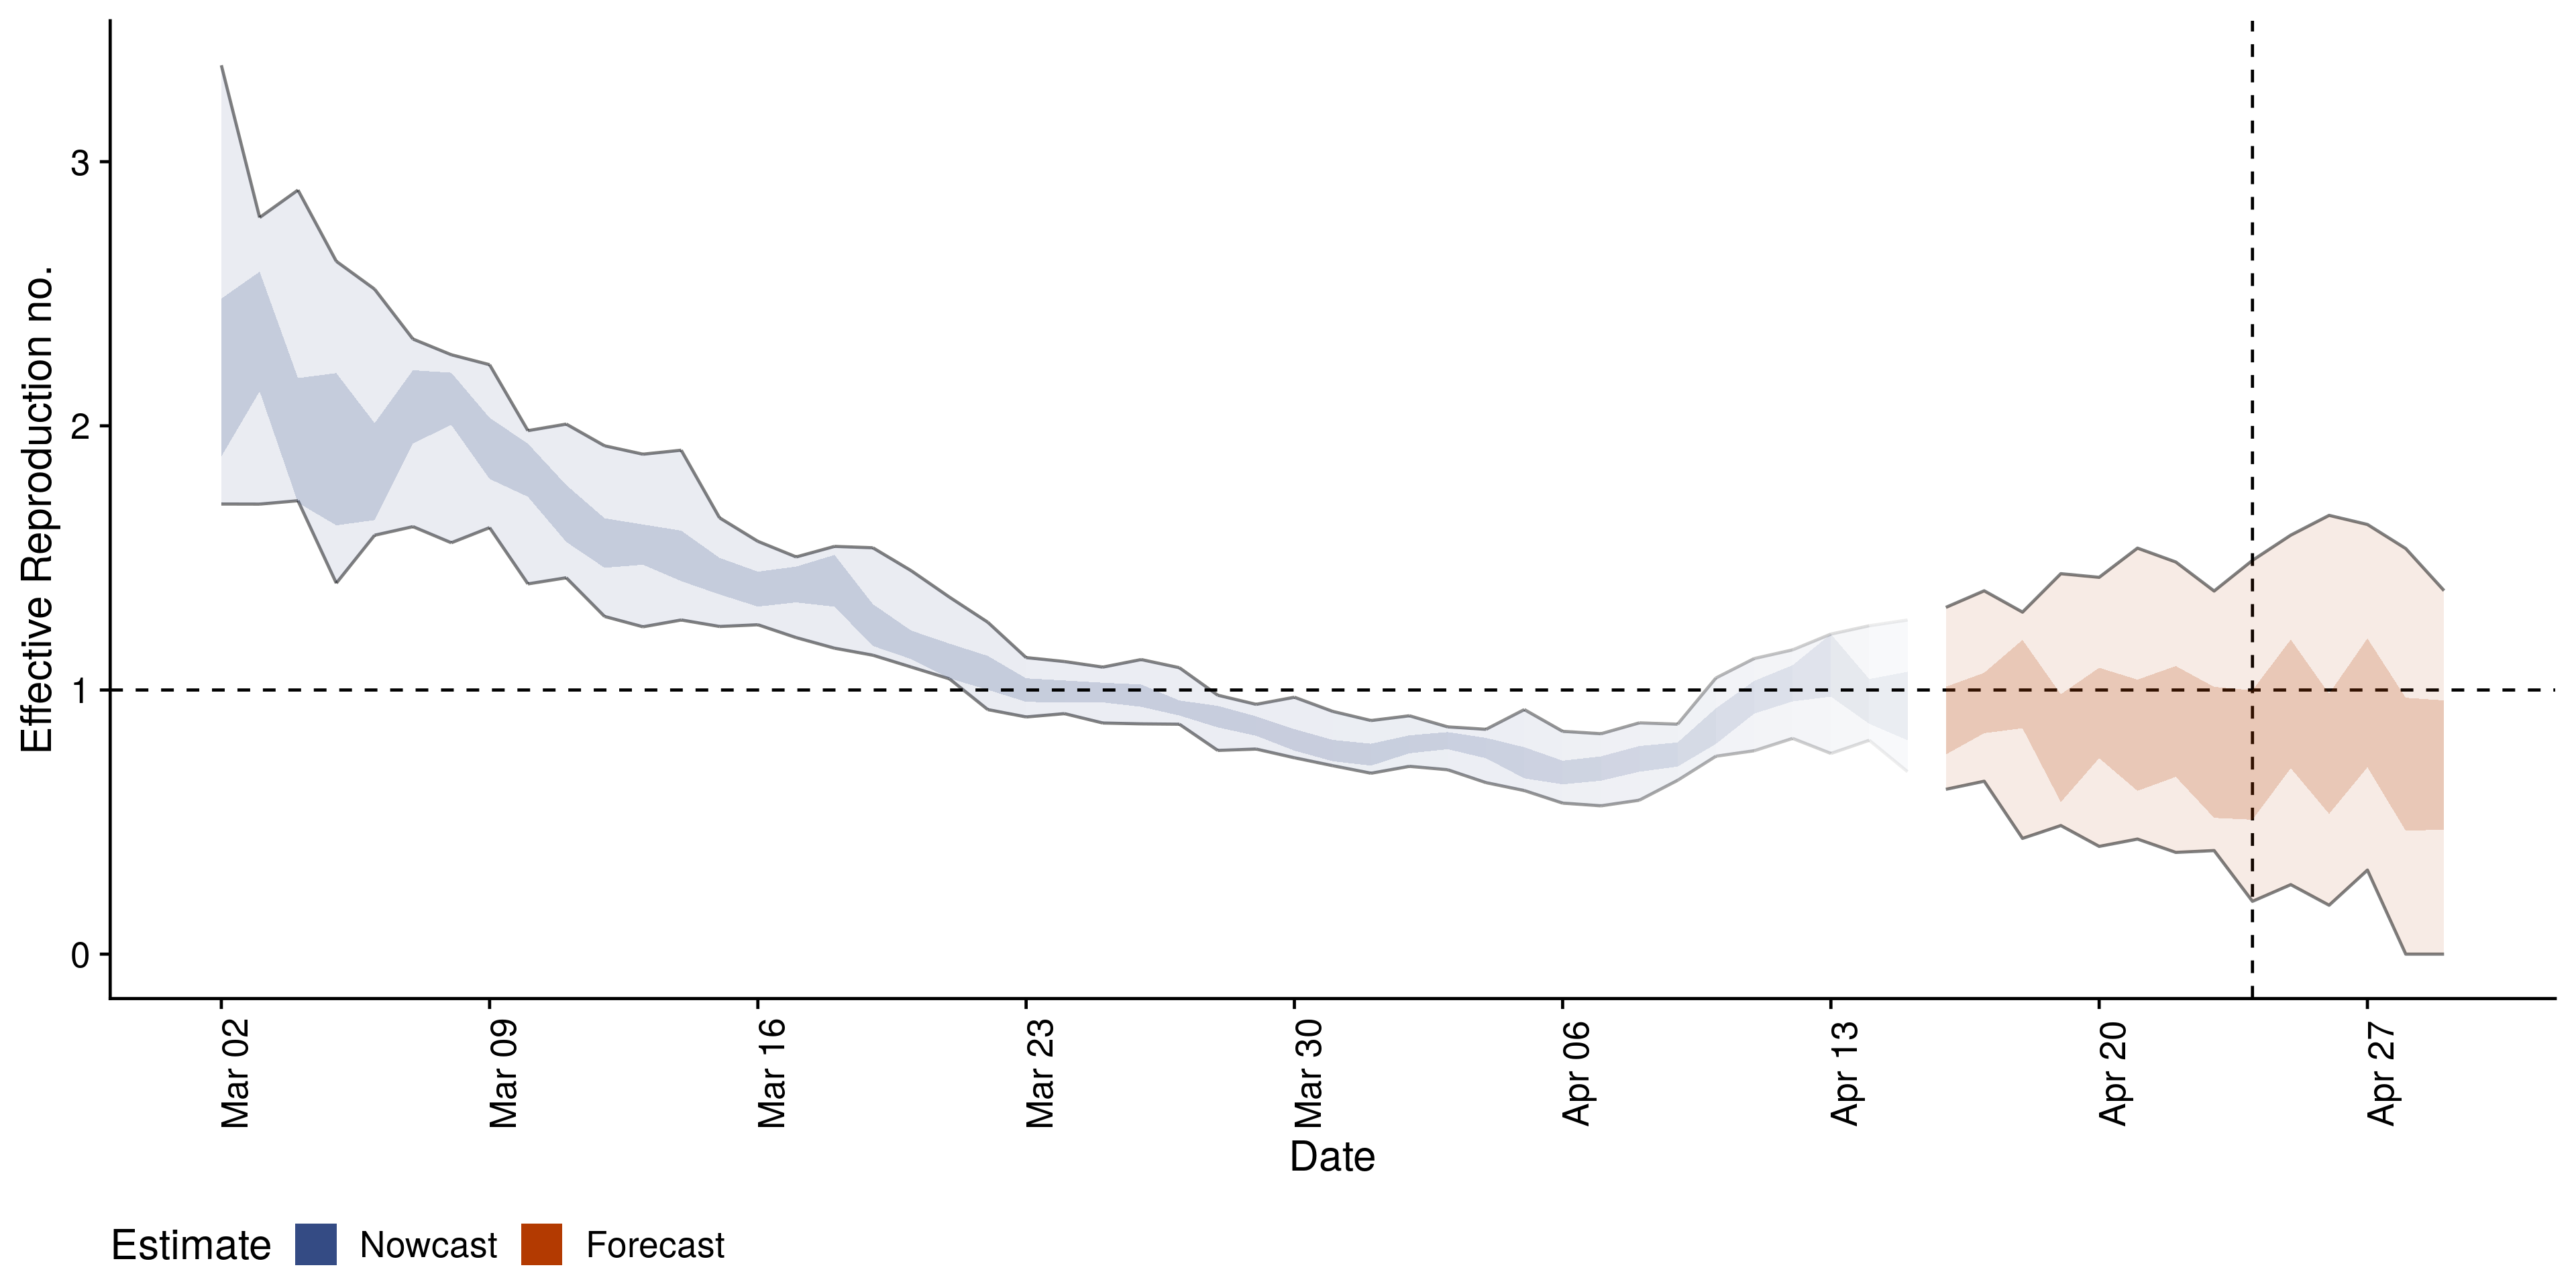 Effective Reproduction no.
3
2
1
0
Mar 02
Mar 09
Mar 16
Mar 23
Mar 30
Apr 06
Apr 13
Apr 20
Apr 27
Date
Estimate Nowcast Forecast